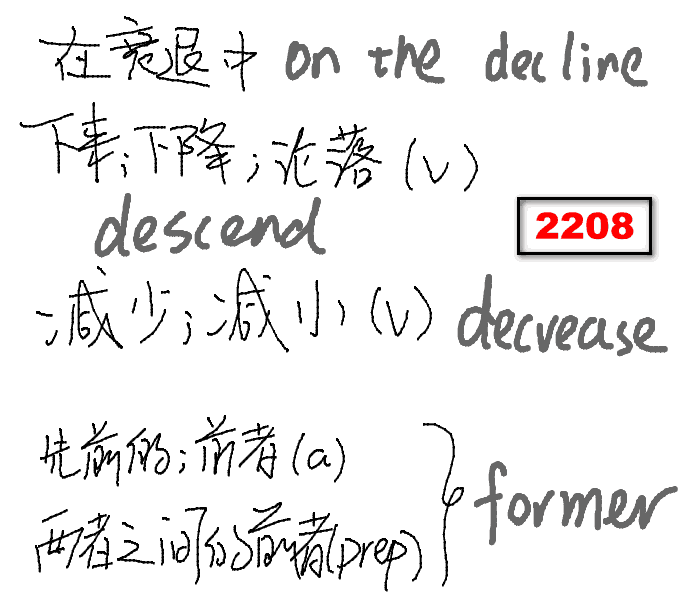 在衰退中 on the decline
下来;下降;沦落(v)
descend
2208
减少;减小(v) decrease
先前的;前者(a)
former
两者之间的前者(prep)